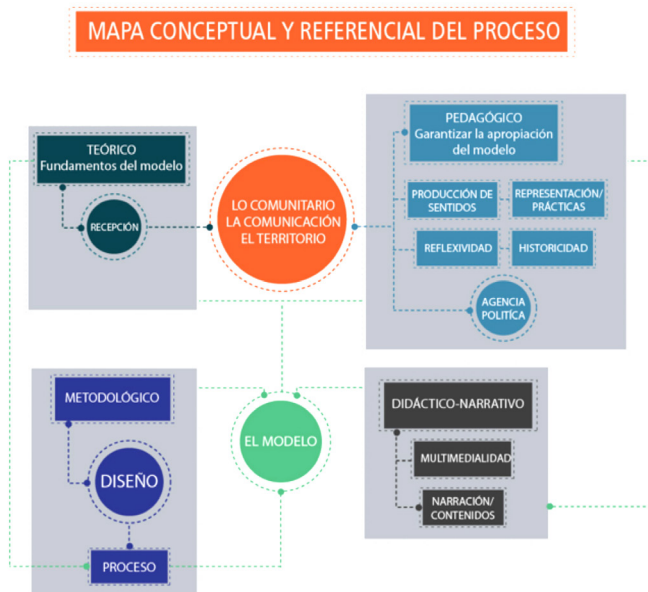 MAPA CONCEPTUAL Y REFERENCIAL DEL PROCESO
TEÓRICO
Fundamentos del modelo
RECEPCIÓN
LO COMUNITARIO
LA COMUNICACIÓN
EL TERRITORIO
PEDAGÓGICO
Garantizar la apropiación
del modelo
PRODUCCIÓN DE
SENTIDOS
REPRESENTACIÓN/
PRÁCTICAS
REFLEXIVIDAD
HISTORICIDAD
AGENCIA
POLITÍCA
METODOLÓGICO
DISEÑO
PROCESO
EL MODELO
DIDÁCTICO-NARRATIVO
MULTIMEDIALIDAD
NARRACIÓN/
CONTENIDOS